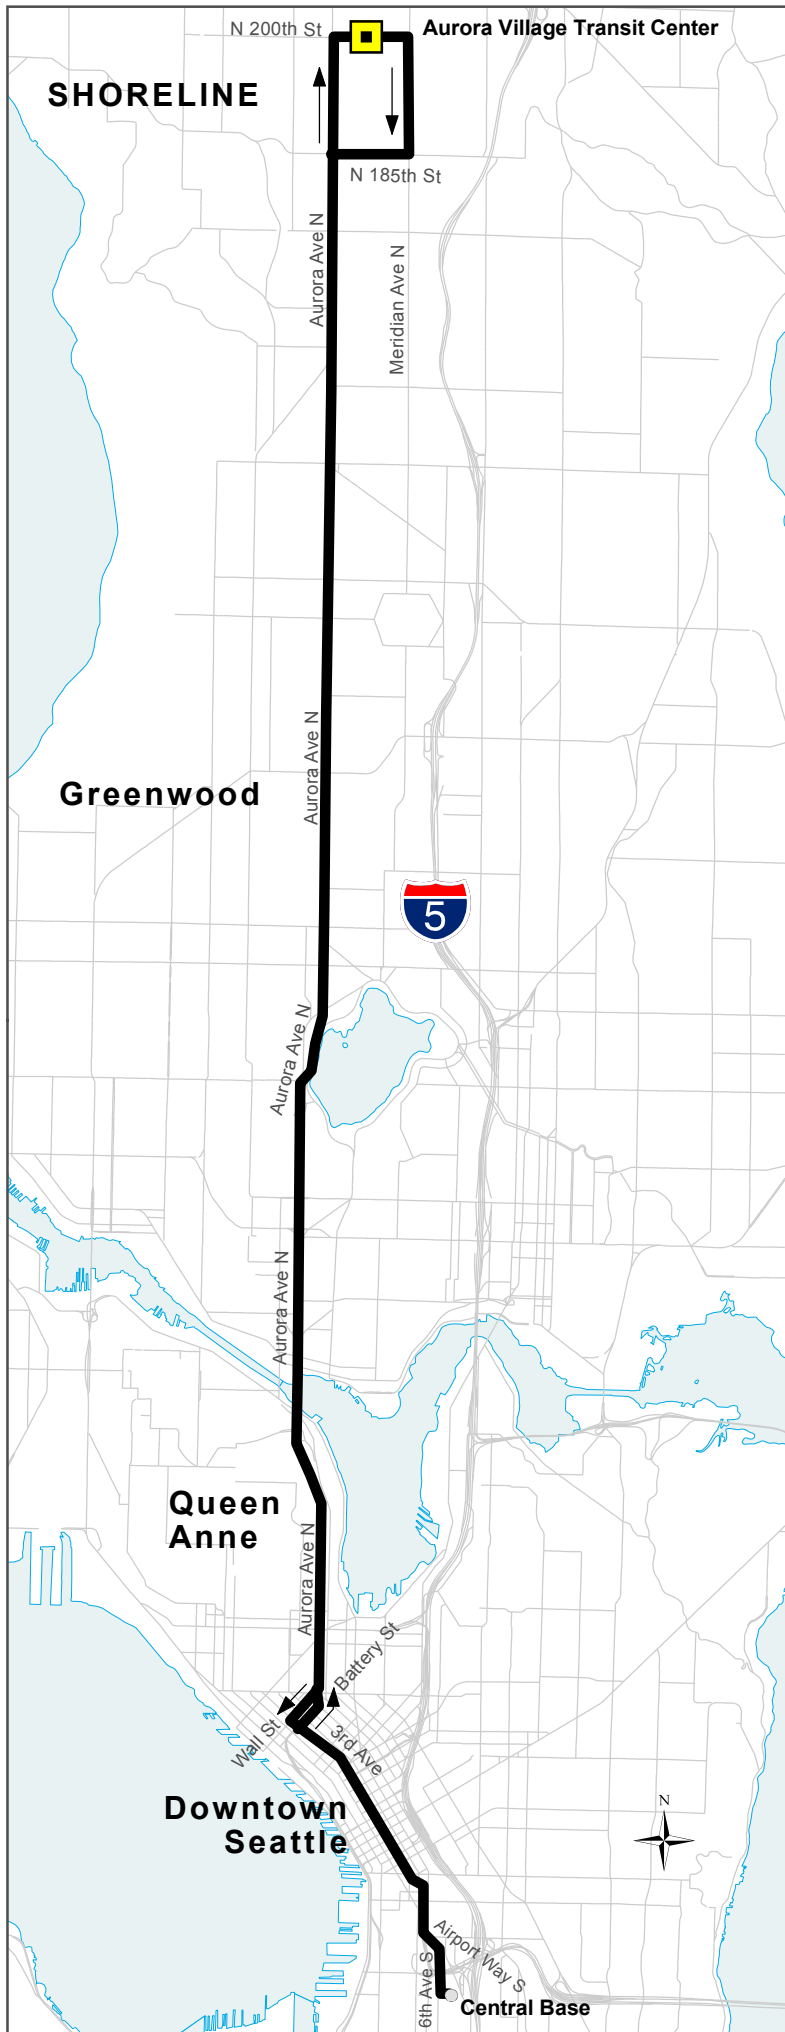 N 200th St
Aurora Village Transit Center
SHORELINE
N 185th St
Aurora Ave N
Meridian Ave N
Aurora Ave N
Greenwood
5
Aurora Ave N
Aurora Ave N
Queen
Anne
Aurora Ave N
Battery St
Wall St
3rd Ave
Downtown
Seattle
N
Airport Way S
6th Ave S
Central Base